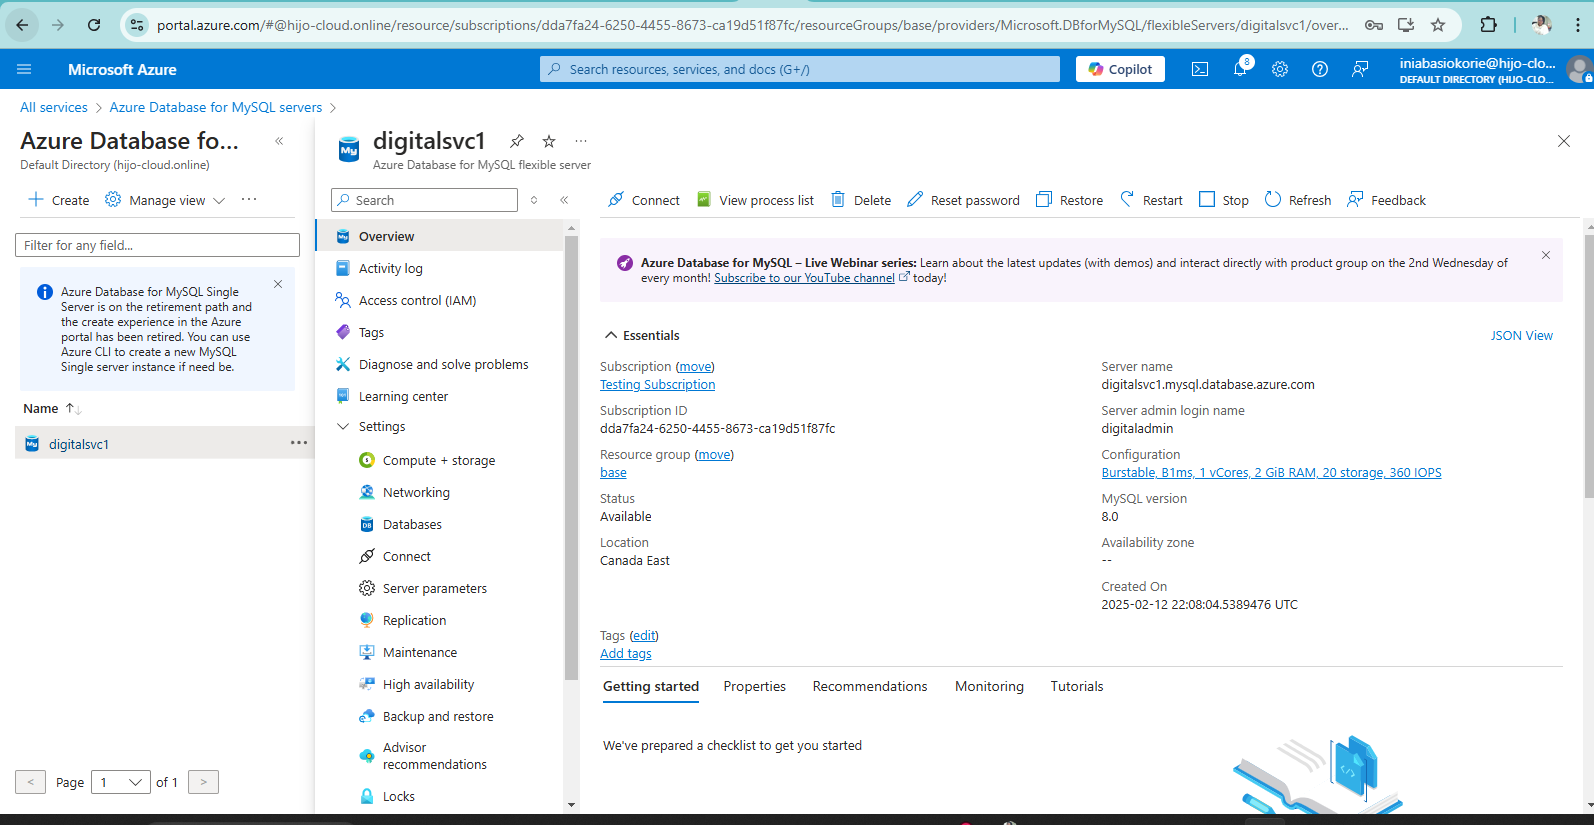 portal.azure.com/#@hijo-cloud.online/resource/subscriptions/dda7fa24-6250-4455-8673-ca19d51f87fc/resourceGroups/base/providers/Microsoft.DBforMySQL/flexibleServers/digitalsvc1/over...
Microsoft Azure
Search resources, services, and docs (G+/)
Copilot
8
iniabasiokorie@hijo-clo...
DEFAULT DIRECTORY (HIJO-CLO...
All services > Azure Database for MySQL servers >
Azure Database fo...
Default Directory (hijo-cloud.online)
Create
Manage view
Filter for any field...
Azure Database for MySQL Single
Server is on the retirement path and
the create experience in the Azure
portal has been retired. You can use
Azure CLI to create a new MySQL
Single server instance if need be.
Name
My digitalsvc1
Page 1 of 1
My
digitalsvc1
Azure Database for MySQL flexible server
Search
My Overview
Activity log
Access control (IAM)
Tags
Diagnose and solve problems
Learning center
Settings
Compute + storage
Networking
DB Databases
Connect
Server parameters
Replication
Maintenance
High availability
Backup and restore
Advisor
recommendations
Locks
Connect
View process list
Delete
Reset password
Restore
Restart
Stop
Refresh
Feedback
Azure Database for MySQL – Live Webinar series: Learn about the latest updates (with demos) and interact directly with product group on the 2nd Wednesday of
every month! Subscribe to our YouTube channel today!
Essentials
JSON View
Subscription (move)
Testing Subscription
Subscription ID
dda7fa24-6250-4455-8673-ca19d51f87fc
Resource group (move)
base
Status
Available
Location
Canada East
Server name
digitalsvc1.mysql.database.azure.com
Server admin login name
digitaladmin
Configuration
Burstable, B1ms, 1 vCores, 2 GiB RAM, 20 storage, 360 IOPS
MySQL version
8.0
Availability zone
--
Created On
2025-02-12 22:08:04.5389476 UTC
Tags (edit)
Add tags
Getting started
Properties
Recommendations
Monitoring
Tutorials
We've prepared a checklist to get you started